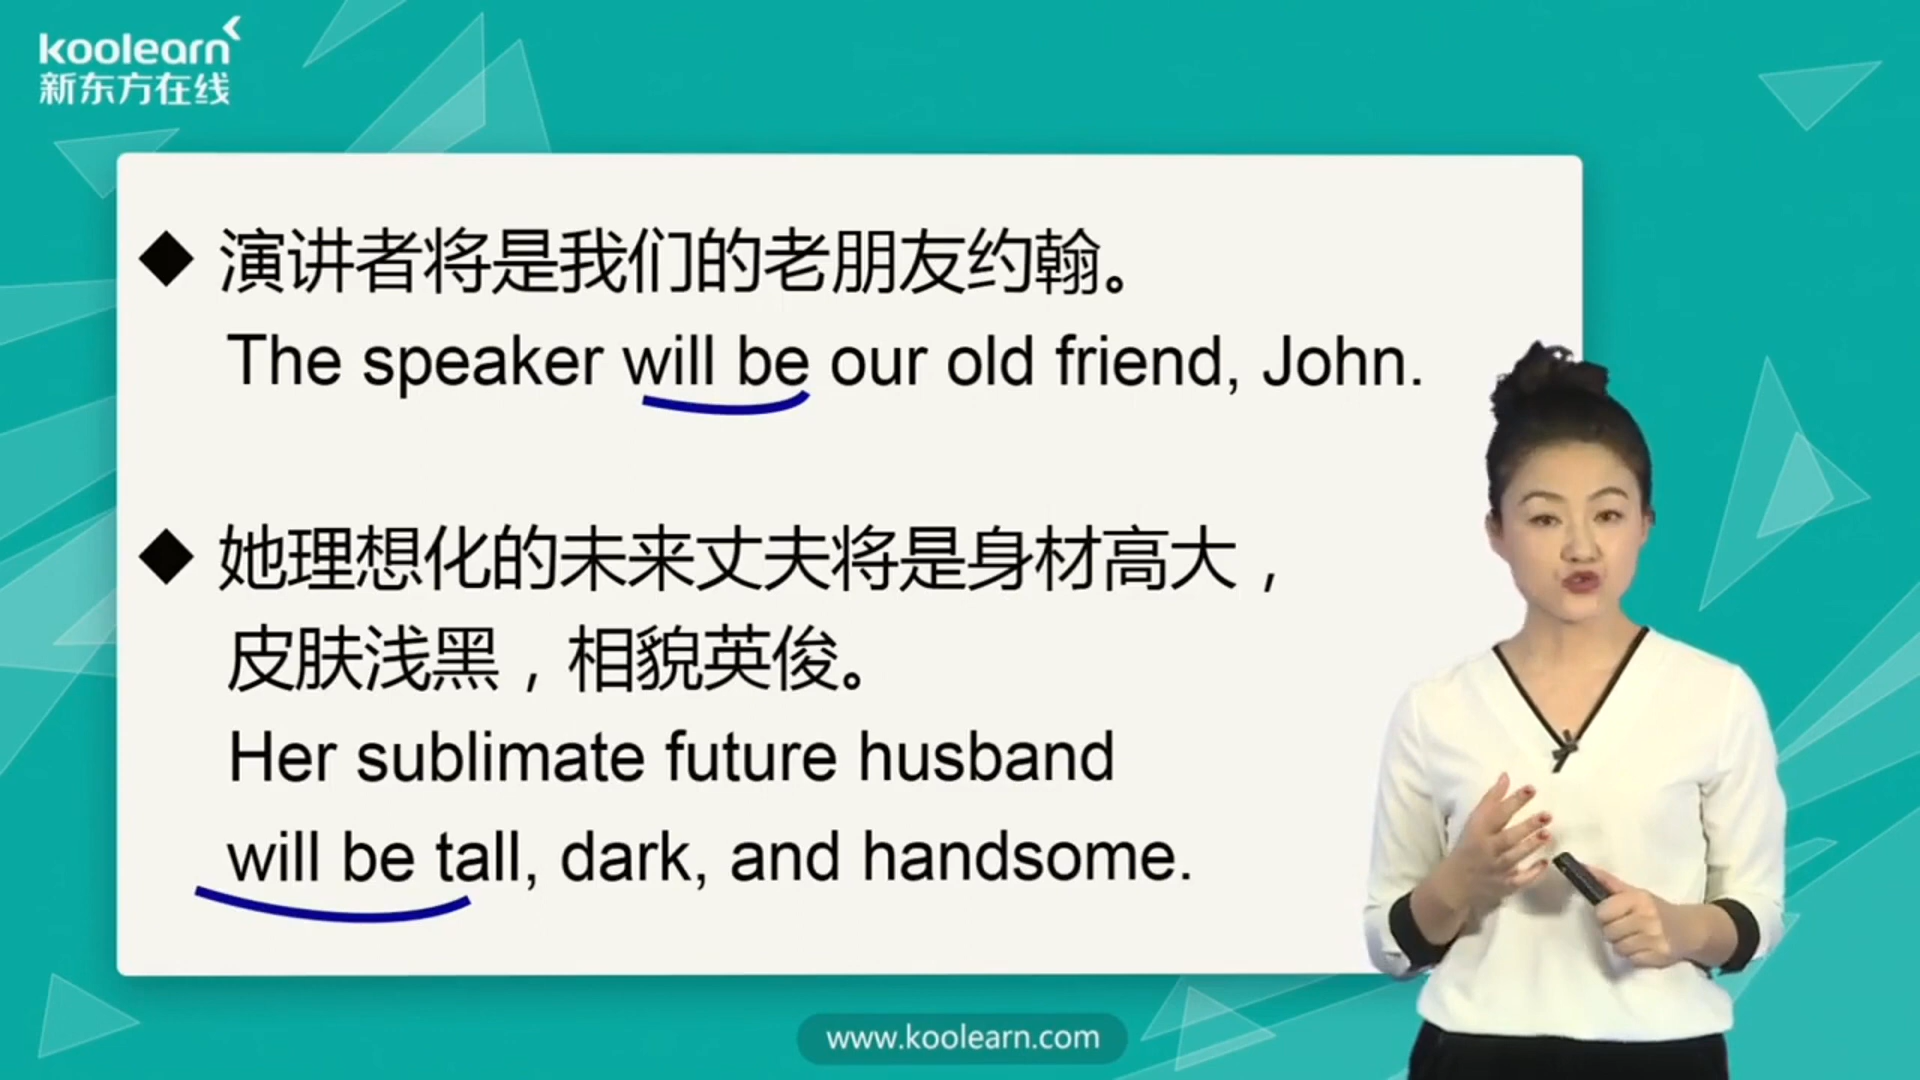 koolearn
新东方在线
◆ 演讲者将是我们的老朋友约翰。
The speaker will be our old friend, John.
◆ 她理想化的未来丈夫将是身材高大，
皮肤浅黑，相貌英俊。
Her sublimate future husband
will be tall, dark, and handsome.
www.koolearn.com